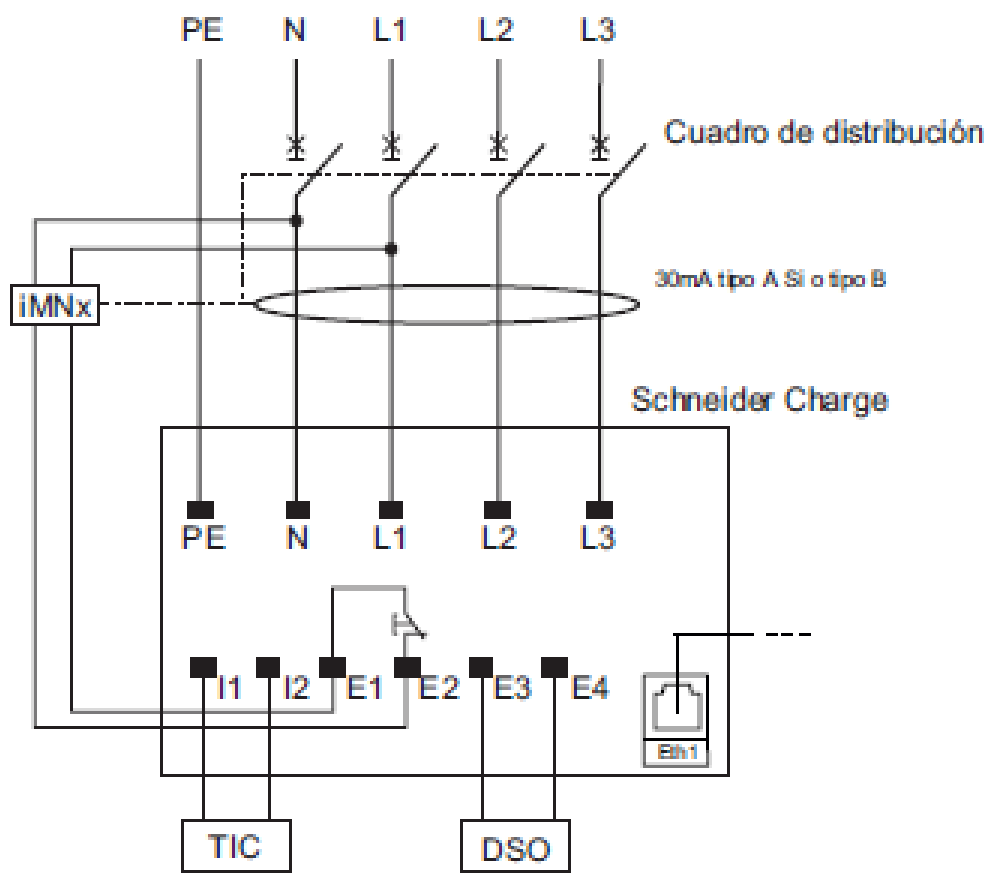 PE N L1 L2 L3
Cuadro de distribución
30mA tipo A Si o tipo B
iMNx
Schneider Charge
PE N L1 L2 L3
I1 I2 E1 E2 E3 E4
Eth1
TIC DSO